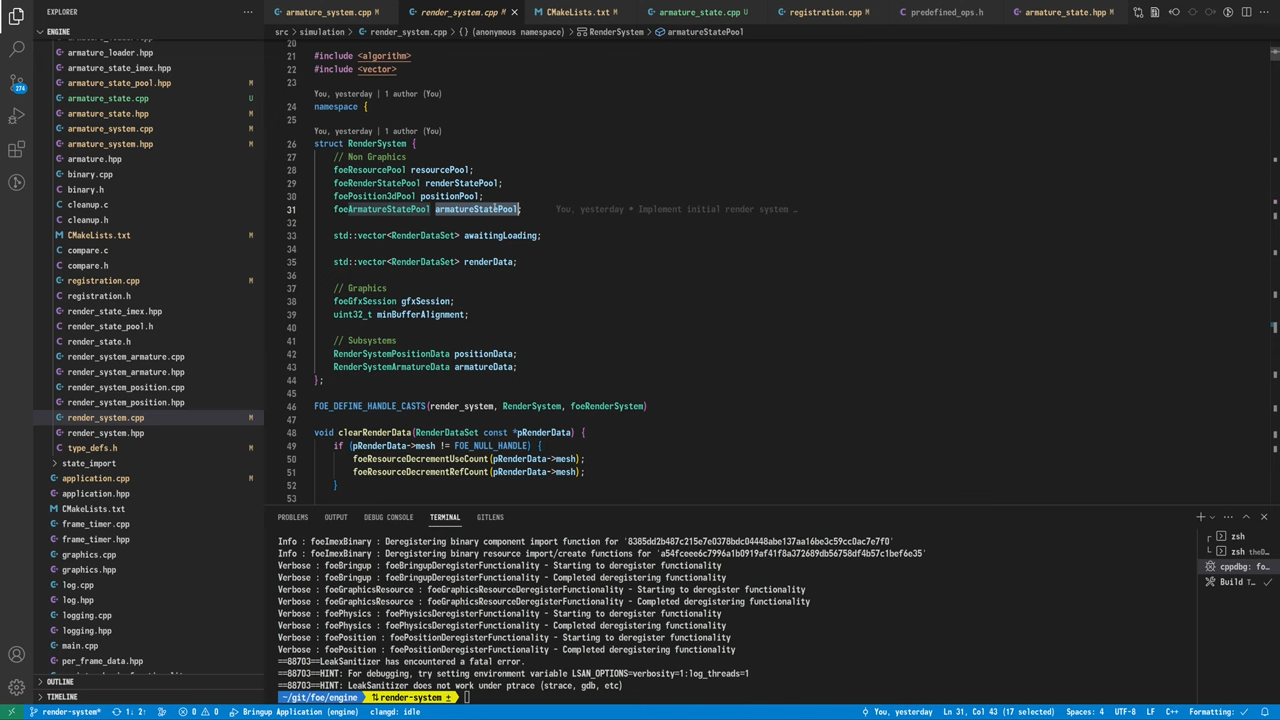 EXPLORER ···
ENGINE
armature_loader.hpp
armature_state_imex.hpp
armature_state_pool.hpp M
armature_state.cpp U
armature_state.hpp M
armature_system.cpp M
armature_system.hpp M
armature.hpp
binary.cpp
binary.h
cleanup.c
cleanup.h
CMakeLists.txt M
compare.c
compare.h
registration.cpp M
registration.h
render_state_imex.hpp
render_state_pool.h
render_state.h
render_system_armature.cpp
render_system_armature.hpp
render_system_position.cpp
render_system_position.hpp
render_system.cpp M
render_system.hpp
type_defs.h M
state_import
application.cpp M
application.hpp
CMakeLists.txt
frame_timer.cpp
frame_timer.hpp
graphics.cpp
graphics.hpp
log.cpp
log.hpp
logging.cpp
logging.hpp
main.cpp
per_frame_data.hpp
OUTLINE
TIMELINE
274
armature_system.cpp M
render_system.cpp M
CMakeLists.txt M
armature_state.cpp U
registration.cpp M
predefined_ops.h
armature_state.hpp M
src > simulation > render_system.cpp > {} (anonymous namespace) > RenderSystem > armatureStatePool
20
21 #include <algorithm>
22 #include <vector>
23
You, yesterday | 1 author (You)
24 namespace {
25
You, yesterday | 1 author (You)
26 struct RenderSystem {
27 // Non Graphics
28 foeResourcePool resourcePool;
29 foeRenderStatePool renderStatePool;
30 foePosition3dPool positionPool;
31 foeArmatureStatePool armatureStatePool; You, yesterday • Implement initial render system …
32
33 std::vector<RenderDataSet> awaitingLoading;
34
35 std::vector<RenderDataSet> renderData;
36
37 // Graphics
38 foeGfxSession gfxSession;
39 uint32_t minBufferAlignment;
40
41 // Subsystems
42 RenderSystemPositionData positionData;
43 RenderSystemArmatureData armatureData;
44 };
45
46 FOE_DEFINE_HANDLE_CASTS(render_system, RenderSystem, foeRenderSystem)
47
48 void clearRenderData(RenderDataSet const *pRenderData) {
49 if (pRenderData->mesh != FOE_NULL_HANDLE) {
50 foeResourceDecrementUseCount(pRenderData->mesh);
51 foeResourceDecrementRefCount(pRenderData->mesh);
52 }
53
PROBLEMS OUTPUT DEBUG CONSOLE TERMINAL GITLENS
Info : foeImexBinary : Deregistering binary component import function for '8385dd2b487c215e7e0378bdc04448abe137aa16be3c59cc0ac7e7f0'
Info : foeImexBinary : Deregistering binary resource import/create functions for 'a54fceee6c7996a1b0919af41f8a372689db56758df4b57c1bef6e35'
Verbose : foeBringup : foeBringupDeregisterFunctionality - Starting to deregister functionality
Verbose : foeBringup : foeBringupDeregisterFunctionality - Completed deregistering functionality
Verbose : foeGraphicsResource : foeGraphicsResourceDeregisterFunctionality - Starting to deregister functionality
Verbose : foeGraphicsResource : foeGraphicsResourceDeregisterFunctionality - Completed deregistering functionality
Verbose : foePhysics : foePhysicsDeregisterFunctionality - Starting to deregister functionality
Verbose : foePhysics : foePhysicsDeregisterFunctionality - Completed deregistering functionality
Verbose : foePosition : foePositionDeregisterFunctionality - Starting to deregister functionality
Verbose : foePosition : foePositionDeregisterFunctionality - Completed deregistering functionality
==88703==LeakSanitizer has encountered a fatal error.
==88703==HINT: For debugging, try setting environment variable LSAN_OPTIONS=verbosity=1:log_threads=1
==88703==HINT: LeakSanitizer does not work under ptrace (strace, gdb, etc)
~/git/foe/engine render-system ±
zsh
zsh theD...
cppdbg: fo...
Build T...
render-system* 1↓ 2↑ 0 0 Bringup Application (engine) clangd: idle You, yesterday Ln 31, Col 43 (17 selected) Spaces: 4 UTF-8 LF C++ Formatting: ✓